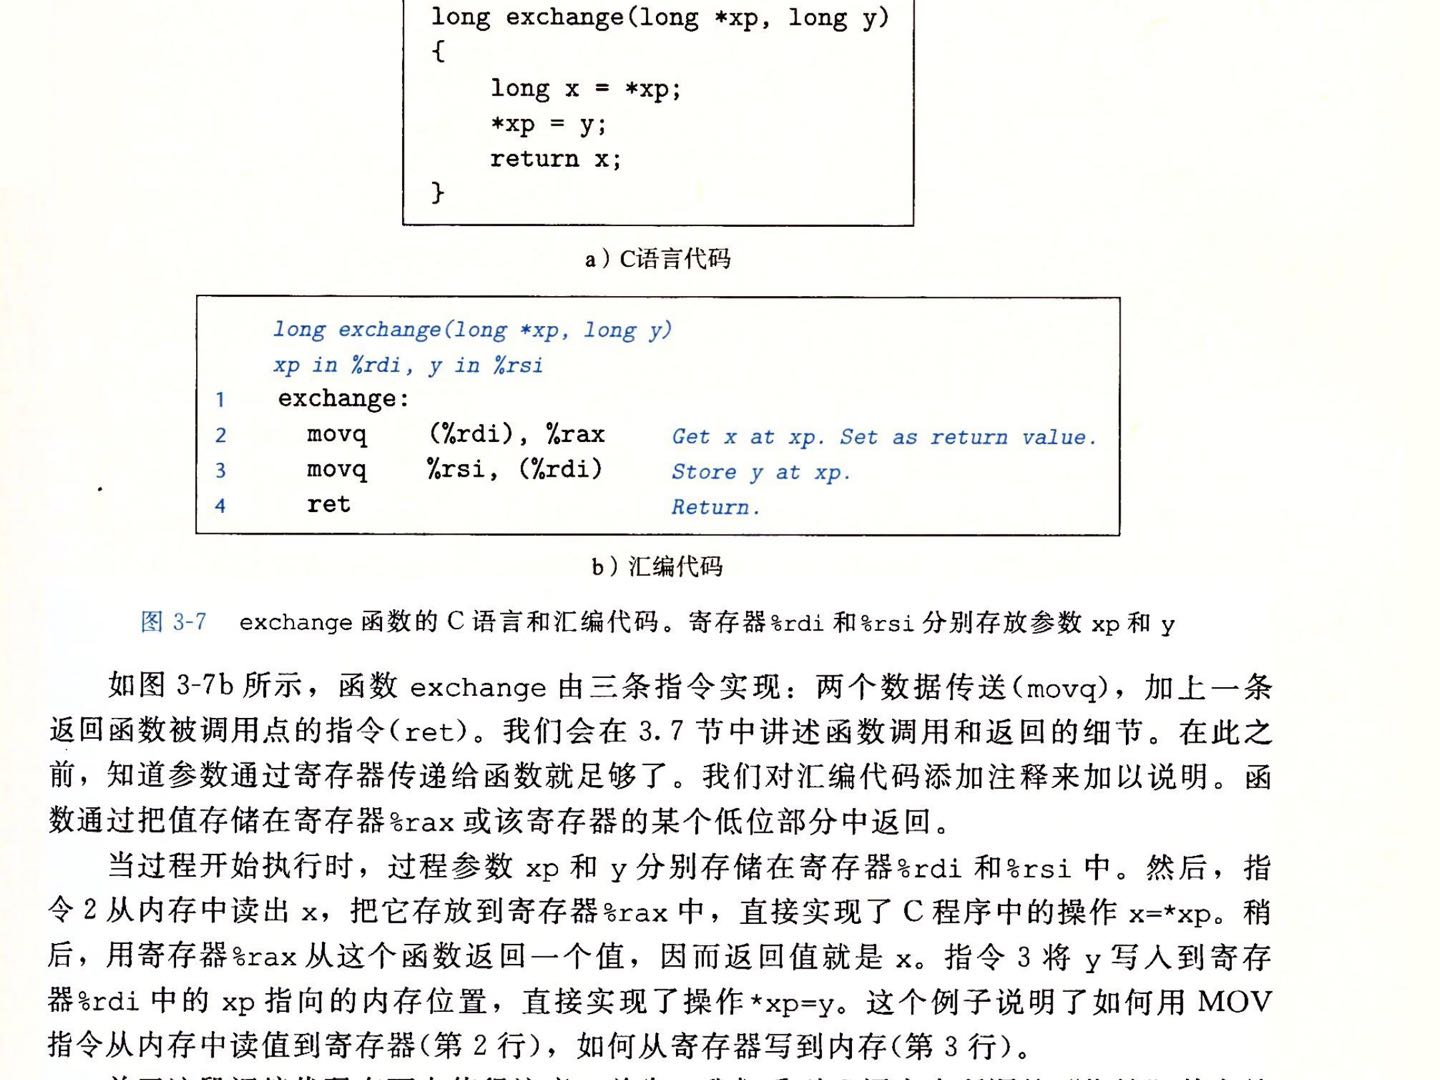 long exchange(long *xp, long y)
{
long x = *xp;
*xp = y;
return x;
}
a）C语言代码
long exchange(long *xp, long y)
xp in %rdi, y in %rsi
1 exchange:
2 movq (%rdi), %rax Get x at xp. Set as return value.
3 movq %rsi, (%rdi) Store y at xp.
4 ret Return.
b）汇编代码
图 3-7 exchange 函数的 C 语言和汇编代码。寄存器%rdi 和%rsi 分别存放参数 xp 和 y
如图 3-7b 所示，函数 exchange 由三条指令实现：两个数据传送(movq)，加上一条
返回函数被调用点的指令(ret)。我们会在 3.7 节中讲述函数调用和返回的细节。在此之
前，知道参数通过寄存器传递给函数就足够了。我们对汇编代码添加注释来加以说明。函
数通过把值存储在寄存器%rax 或该寄存器的某个低位部分中返回。
当过程开始执行时，过程参数 xp 和 y 分别存储在寄存器%rdi 和%rsi 中。然后，指
令 2 从内存中读出 x，把它存放到寄存器%rax 中，直接实现了 C 程序中的操作 x=*xp。稍
后，用寄存器%rax 从这个函数返回一个值，因而返回值就是 x。指令 3 将 y 写入到寄存
器%rdi 中的 xp 指向的内存位置，直接实现了操作*xp=y。这个例子说明了如何用 MOV
指令从内存中读值到寄存器(第 2 行)，如何从寄存器写到内存(第 3 行)。